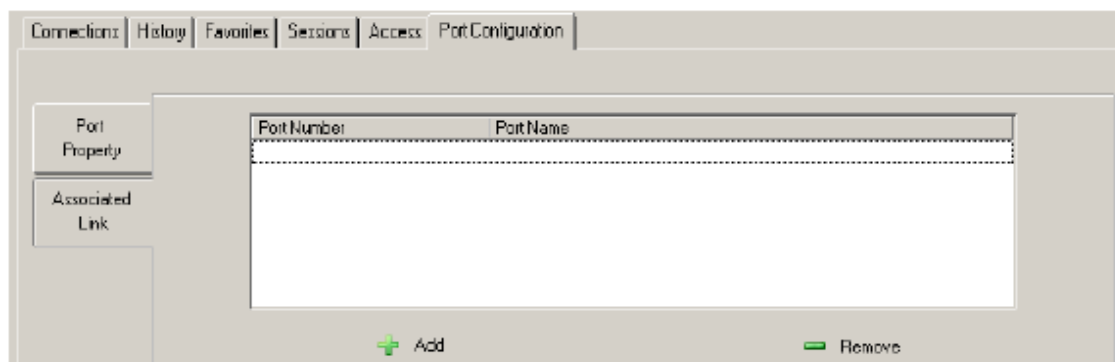 Connections History Favorites Sessions Access Port Configuration
Port Property
Port Number Port Name
Associated Link
Add Remove